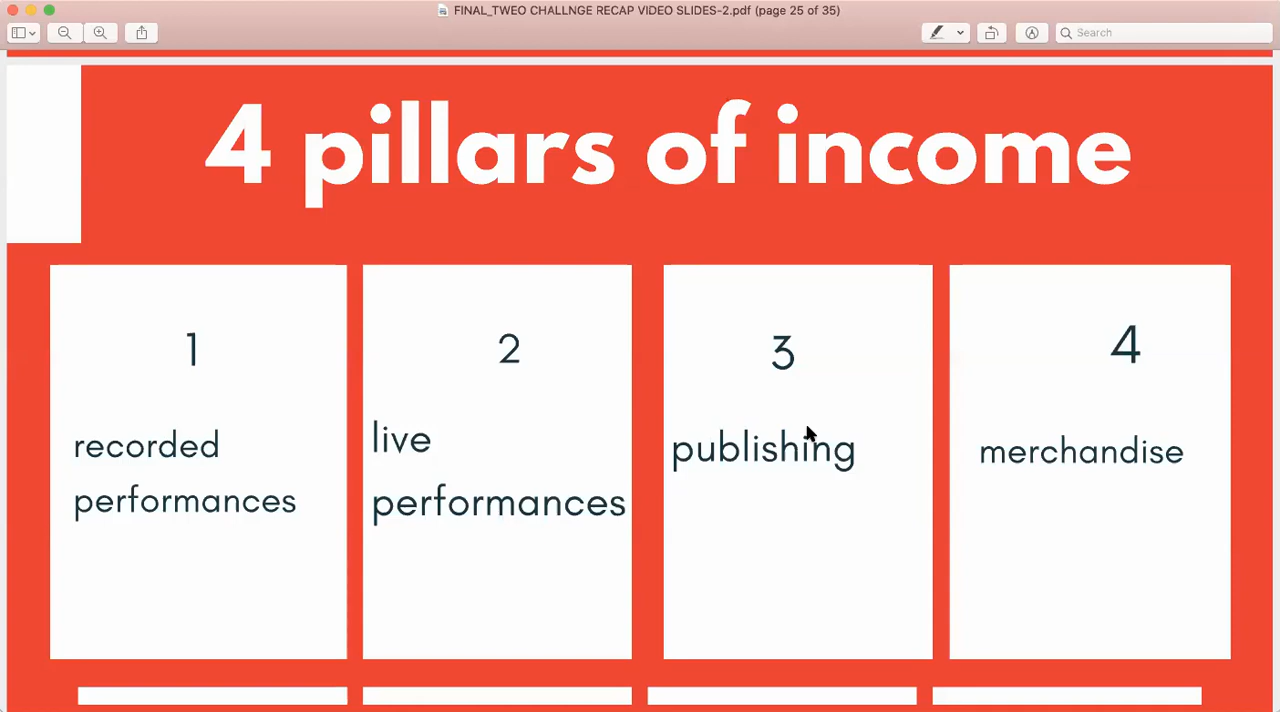 FINAL_TWEO CHALLNGE RECAP VIDEO SLIDES-2.pdf (page 25 of 35)
Search
4 pillars of income
1
recorded
performances
2
live
performances
3
publishing
4
merchandise